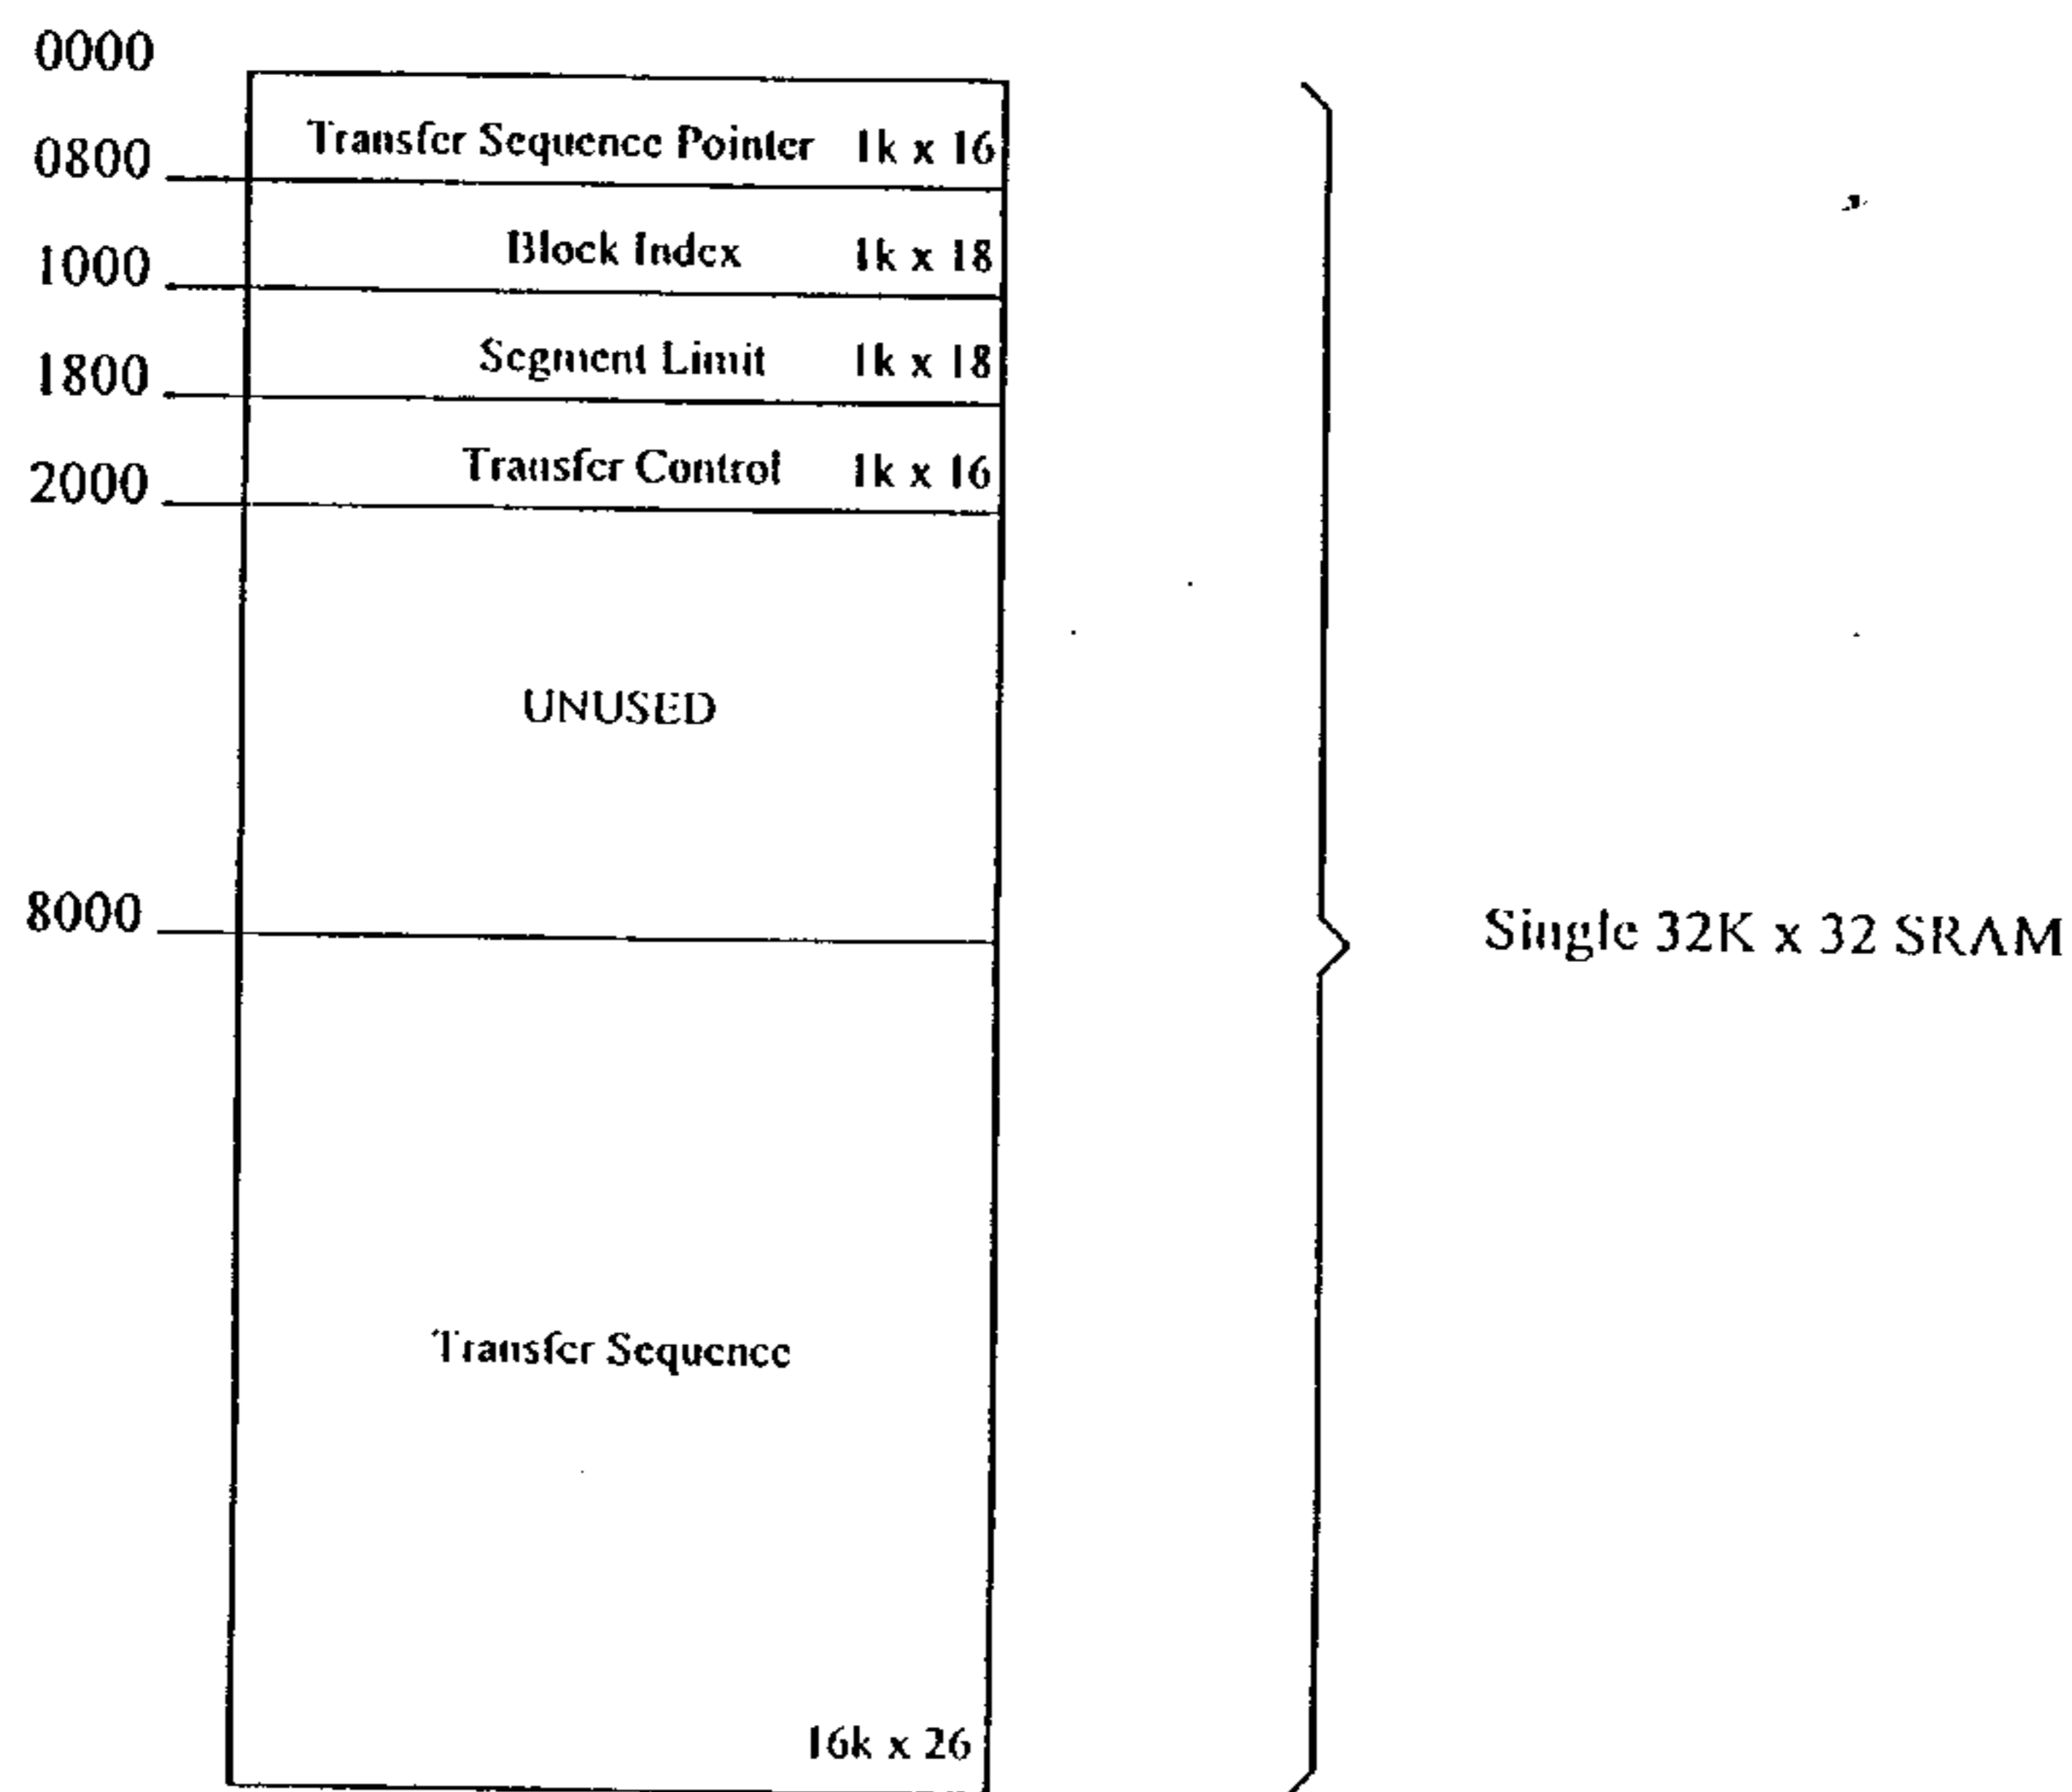 0000
Transfer Sequence Pointer 1k x 16
0800
Block Index 1k x 18
1000
Segment Limit 1k x 18
1800
Transfer Control 1k x 16
2000
UNUSED
8000
Single 32K x 32 SRAM
Transfer Sequence
16k x 26